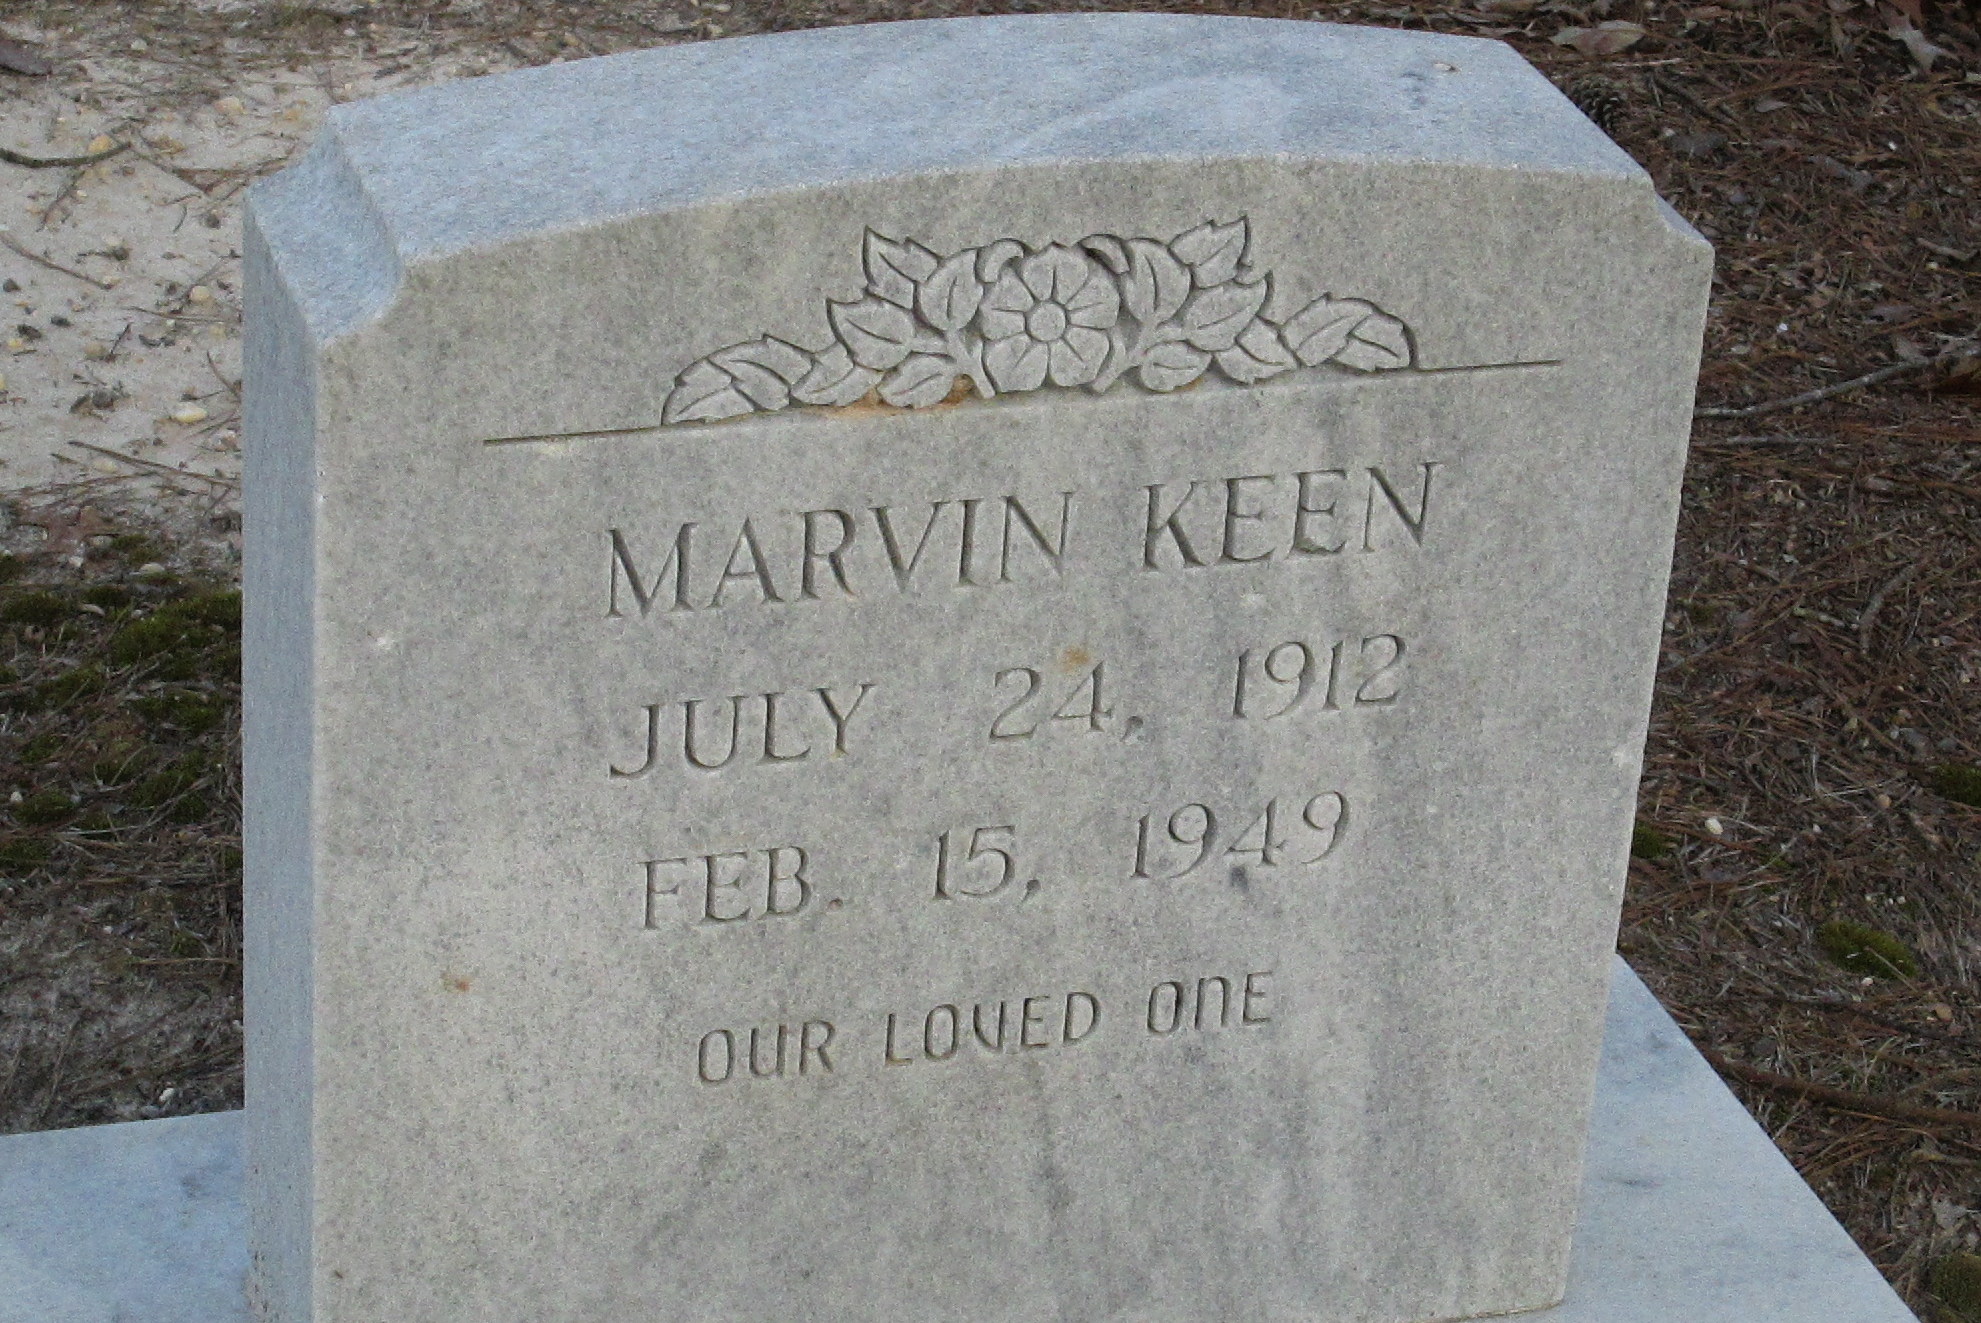 MARVIN KEEN
JULY 24, 1912
FEB. 15, 1949
OUR LOVED ONE